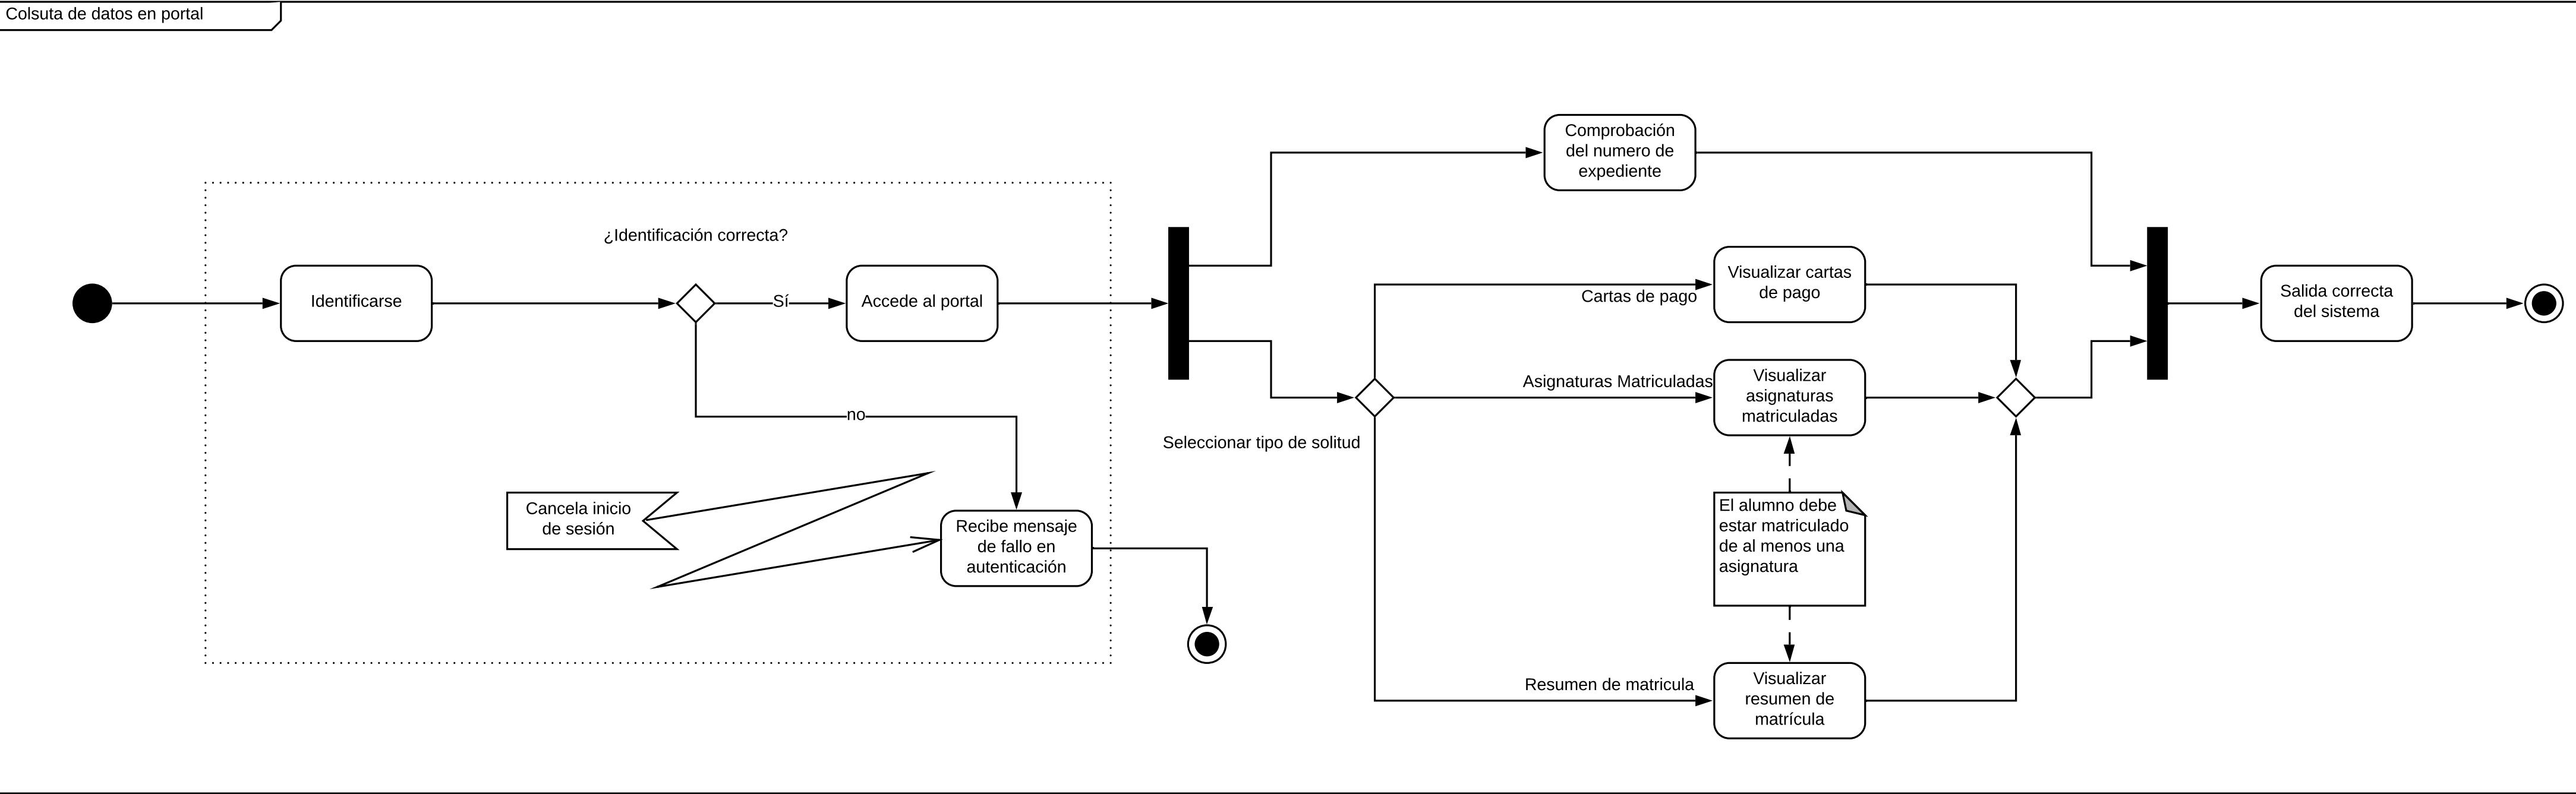 Colsuta de datos en portal
¿Identificación correcta?
Identificarse
Sí
Accede al portal
no
Cancela inicio
de sesión
Recibe mensaje
de fallo en
autenticación
Comprobación
del numero de
expediente
Seleccionar tipo de solitud
Cartas de pago
Visualizar cartas
de pago
Asignaturas Matriculadas
Visualizar
asignaturas
matriculadas
El alumno debe
estar matriculado
de al menos una
asignatura
Resumen de matricula
Visualizar
resumen de
matrícula
Salida correcta
del sistema